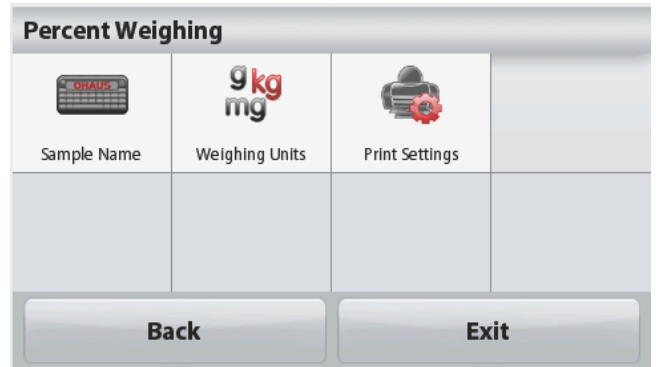 Percent Weighing
OHAUS
g kg
mg
Sample Name
Weighing Units
Print Settings
Back
Exit